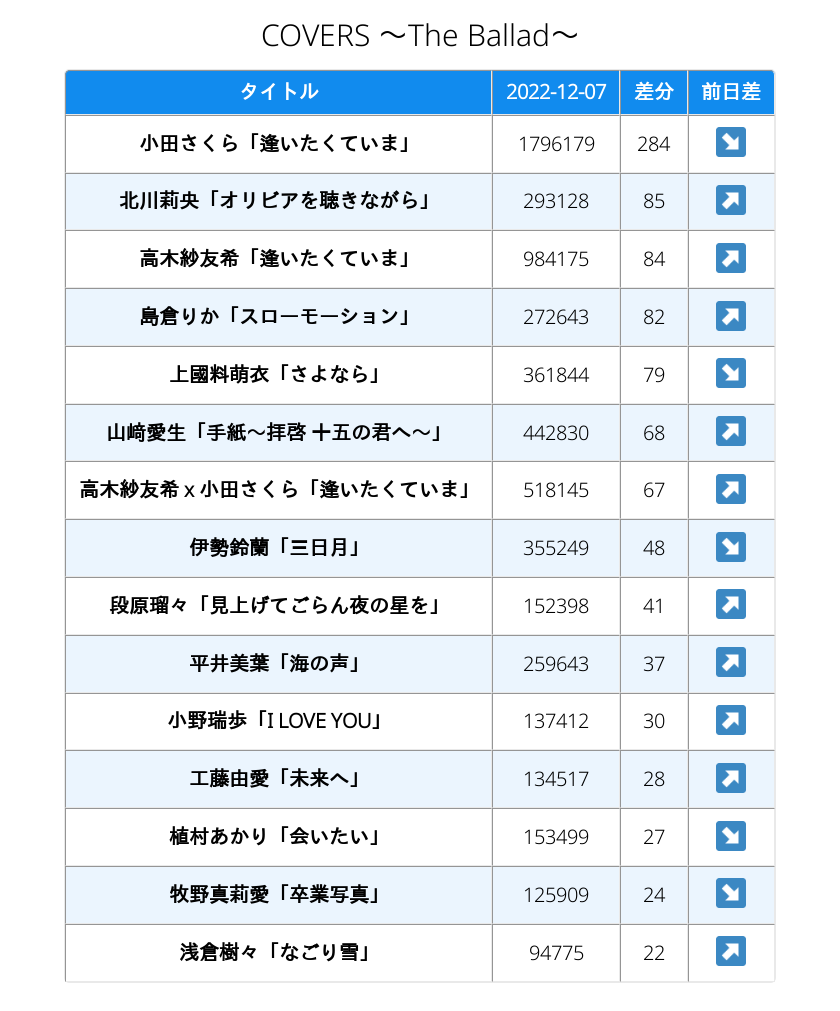 COVERS ～The Ballad～
タイトル 2022-12-07 差分 前日差
小田さくら「逢いたくていま」 1796179 284 ↘
北川莉央「オリビアを聴きながら」 293128 85 ↗
高木紗友希「逢いたくていま」 984175 84 ↗
島倉りか「スローモーション」 272643 82 ↗
上國料萌衣「さよなら」 361844 79 ↘
山﨑愛生「手紙～拝啓 十五の君へ～」 442830 68 ↗
高木紗友希 x 小田さくら「逢いたくていま」 518145 67 ↗
伊勢鈴蘭「三日月」 355249 48 ↘
段原瑠々「見上げてごらん夜の星を」 152398 41 ↗
平井美葉「海の声」 259643 37 ↗
小野瑞歩「I LOVE YOU」 137412 30 ↗
工藤由愛「未来へ」 134517 28 ↗
植村あかり「会いたい」 153499 27 ↘
牧野真莉愛「卒業写真」 125909 24 ↘
浅倉樹々「なごり雪」 94775 22 ↗